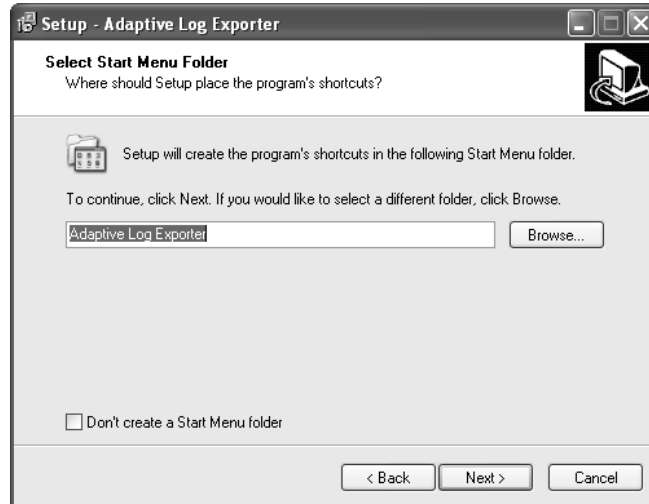 Setup - Adaptive Log Exporter
Select Start Menu Folder
Where should Setup place the program's shortcuts?
Setup will create the program's shortcuts in the following Start Menu folder.
To continue, click Next. If you would like to select a different folder, click Browse.
Adaptive Log Exporter
Browse...
Don't create a Start Menu folder
< Back
Next >
Cancel